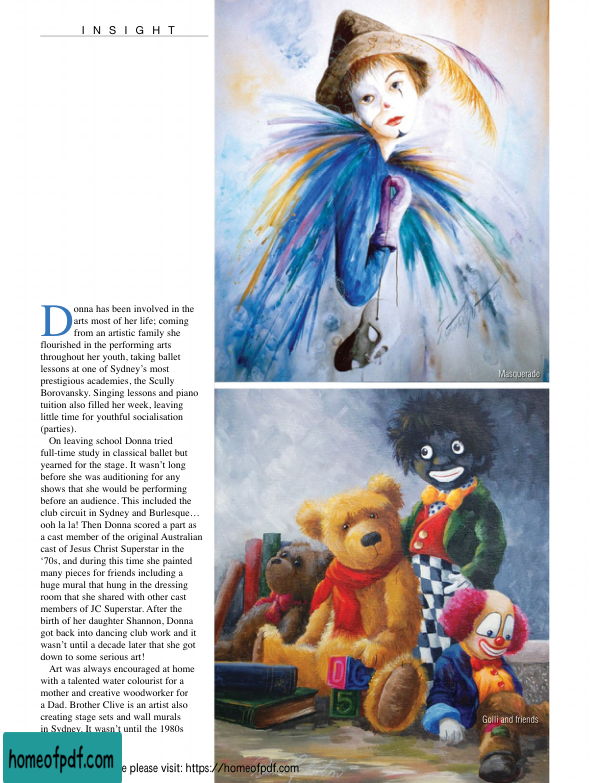 INSIGHT
Masquerade
Donna has been involved in the
arts most of her life; coming
from an artistic family she
flourished in the performing arts
throughout her youth, taking ballet
lessons at one of Sydney's most
prestigious academies, the Scully
Borovansky. Singing lessons and piano
tuition also filled her week, leaving
little time for youthful socialisation
(parties).
On leaving school Donna tried
full-time study in classical ballet but
yearned for the stage. It wasn't long
before she was auditioning for any
shows that she would be performing
before an audience. This included the
club circuit in Sydney and Burlesque…
ooh la la! Then Donna scored a part as
a cast member of the original Australian
cast of Jesus Christ Superstar in the
‘70s, and during this time she painted
many pieces for friends including a
huge mural that hung in the dressing
room that she shared with other cast
members of JC Superstar. After the
birth of her daughter Shannon, Donna
got back into dancing club work and it
wasn't until a decade later that she got
down to some serious art!
Art was always encouraged at home
with a talented water colourist for a
mother and creative woodworker for
a Dad. Brother Clive is an artist also
creating stage sets and wall murals
in Sydney. It wasn't until the 1980s
Golli and friends
homeofpdf.com
e please visit: https://homeofpdf.com